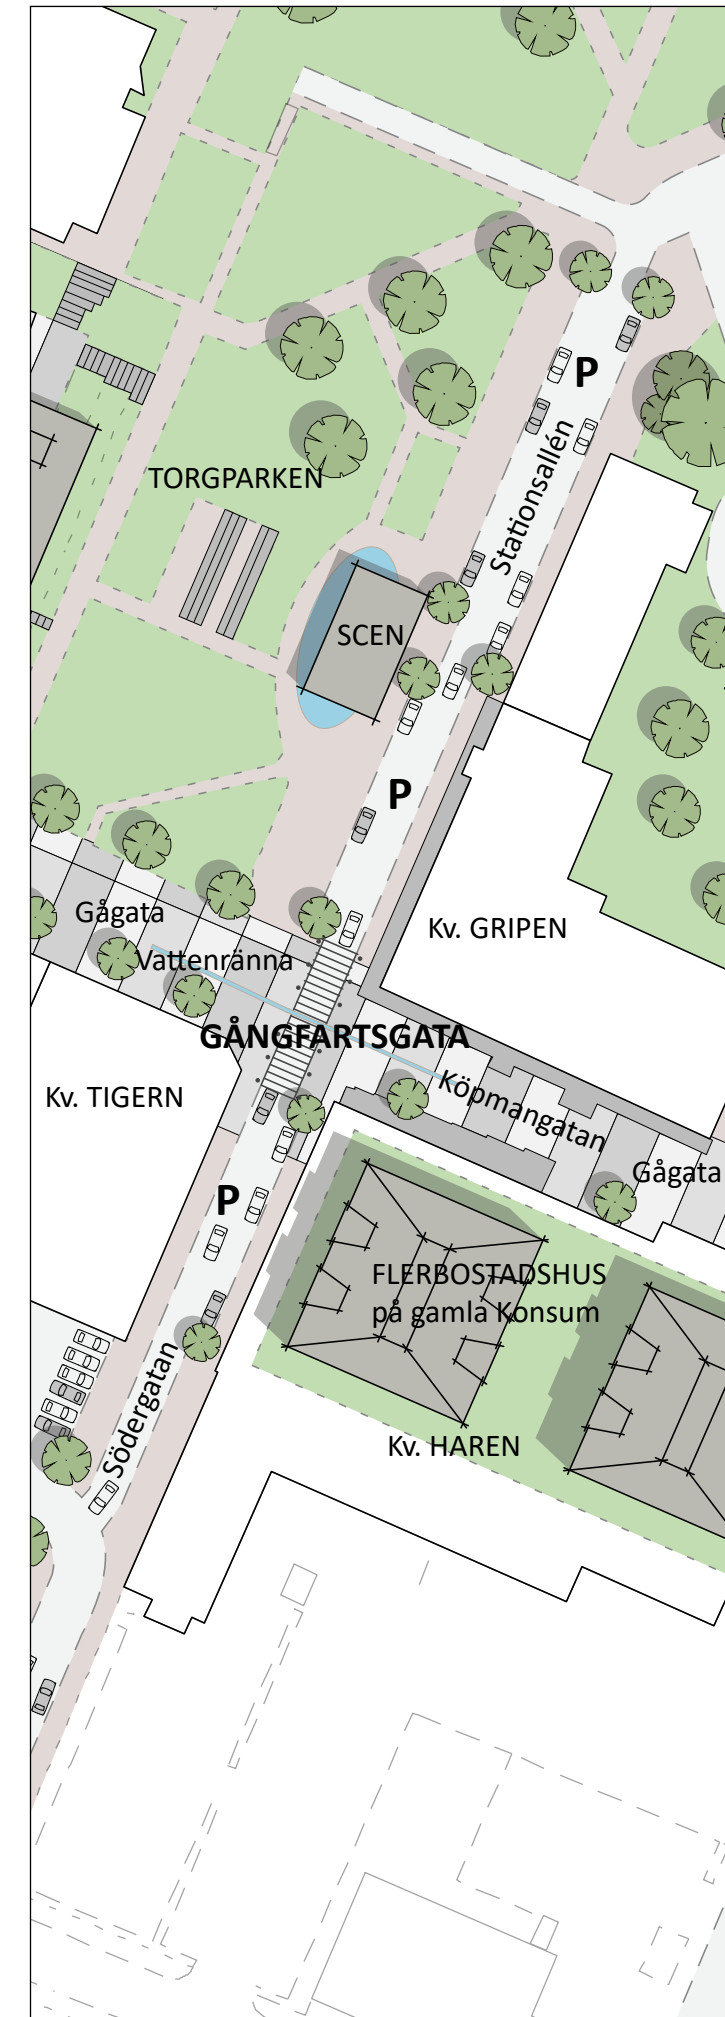 P
Stationsallén
TORGPARKEN
SCEN
P
Gågata
Kv. GRIPEN
Vattenränna
GÅNGFARTSGATA
Kv. TIGERN
Köpmangatan
Gågata
P
FLERBOSTADSHUS
på gamla Konsum
Södergatan
Kv. HAREN